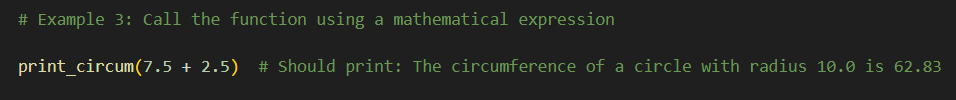 # Example 3: Call the function using a mathematical expression
print_circum(7.5 + 2.5)  # Should print: The circumference of a circle with radius 10.0 is 62.83